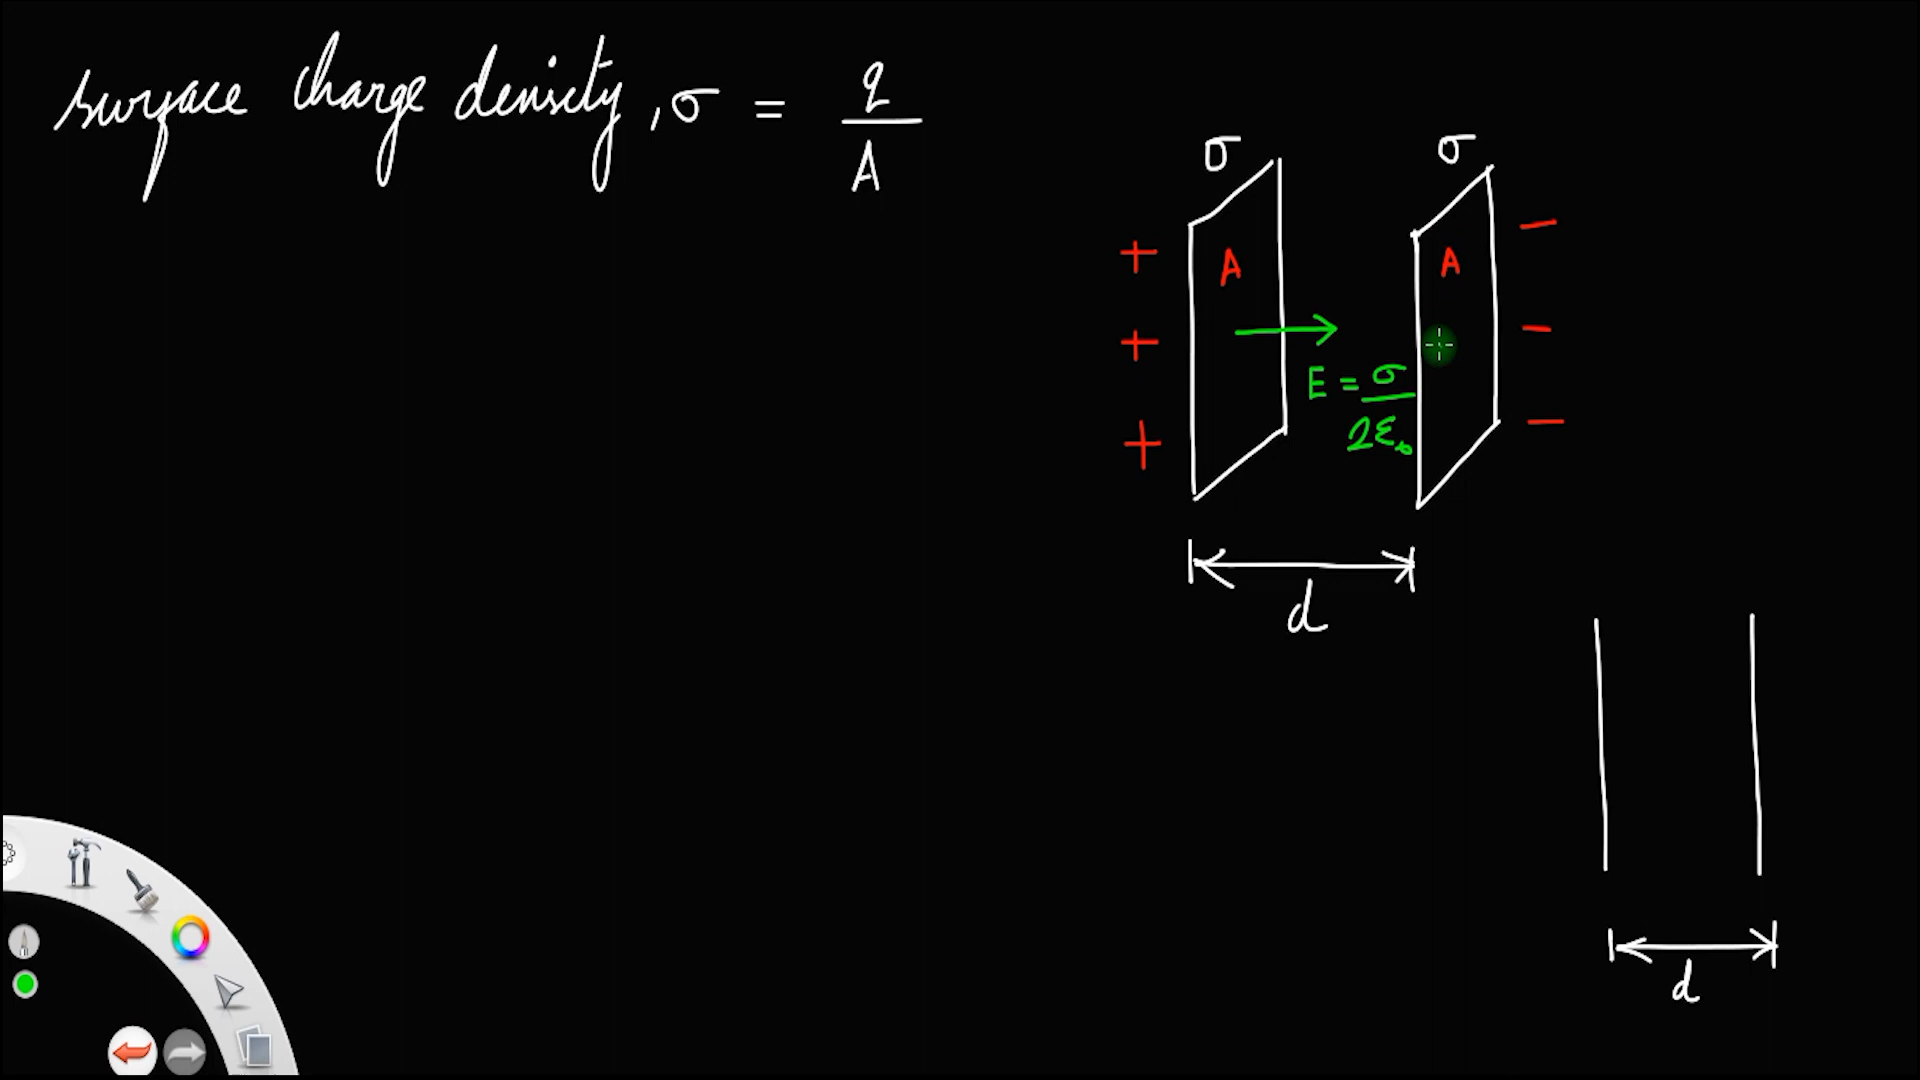 surface charge density, σ = q/A
σ σ
+ A A −
+ −
E = σ/2ε₀
+ −
d
d